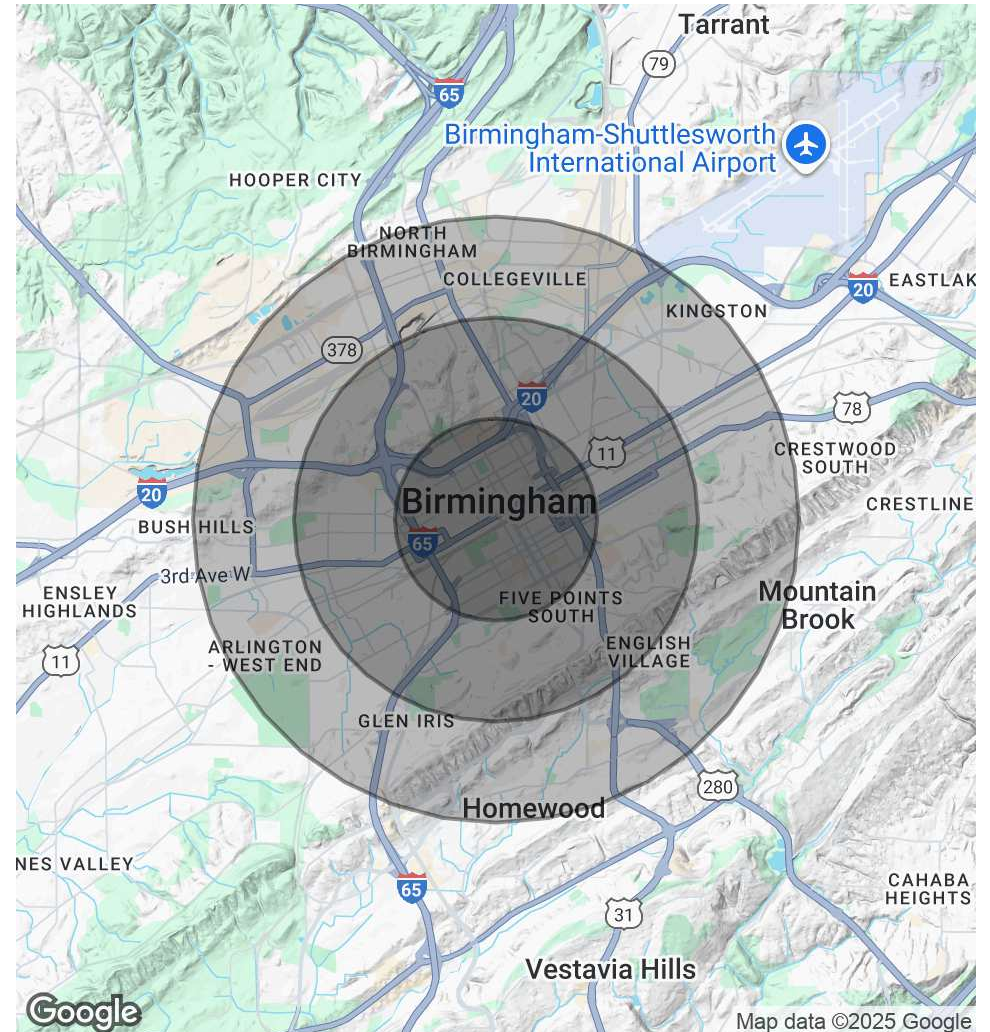 Tarrant
79
65
Birmingham-Shuttlesworth
International Airport
HOOPER CITY
NORTH
BIRMINGHAM
COLLEGEVILLE
20
EASTLAK
KINGSTON
378
20
78
11
CRESTWOOD
SOUTH
20
Birmingham
CRESTLINE
BUSH HILLS
65
3rd Ave W
ENSLEY
HIGHLANDS
FIVE POINTS
SOUTH
Mountain
Brook
11
ARLINGTON
- WEST END
ENGLISH
VILLAGE
GLEN IRIS
280
Homewood
NES VALLEY
65
CAHABA
HEIGHTS
31
Vestavia Hills
Google
Map data ©2025 Google